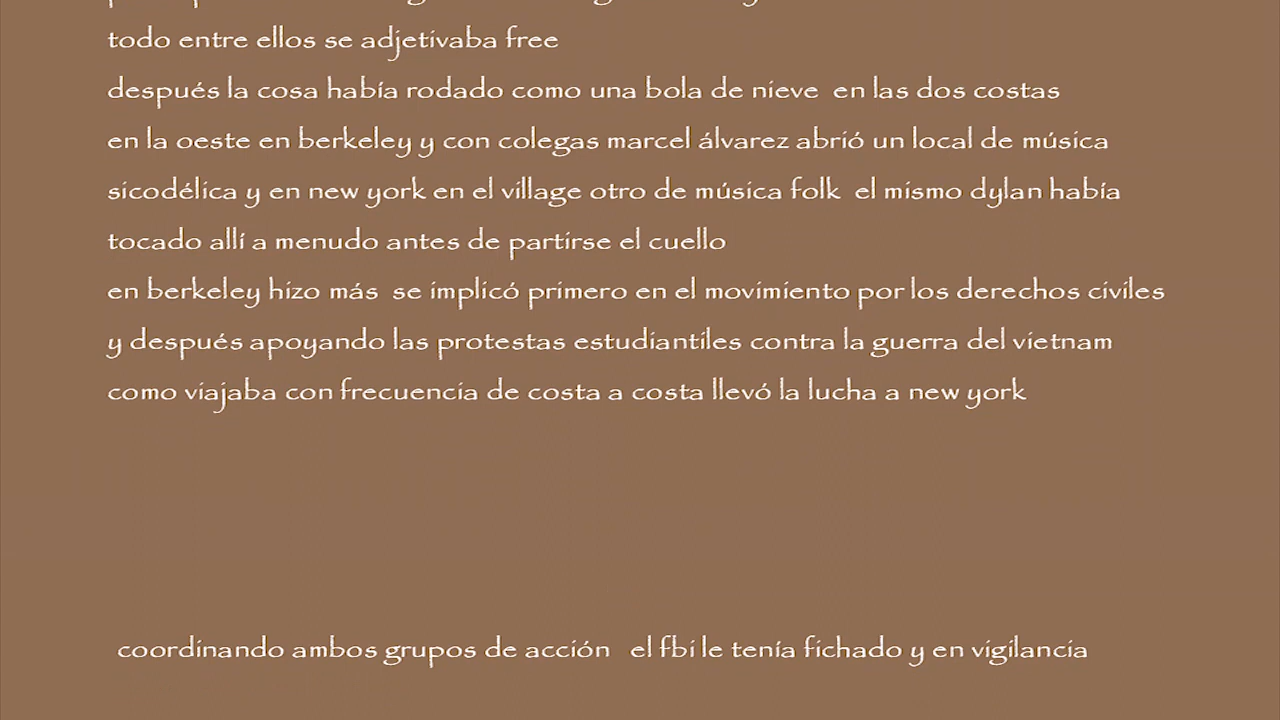 todo entre ellos se adjetivaba free
después la cosa había rodado como una bola de nieve en las dos costas
en la oeste en berkeley y con colegas marcel álvarez abrió un local de música
sicodélica y en new york en el village otro de música folk el mismo dylan había
tocado allí a menudo antes de partirse el cuello
en berkeley hizo más se implicó primero en el movimiento por los derechos civiles
y después apoyando las protestas estudiantiles contra la guerra del vietnam
como viajaba con frecuencia de costa a costa llevó la lucha a new york
coordinando ambos grupos de acción el fbi le tenía fichado y en vigilancia